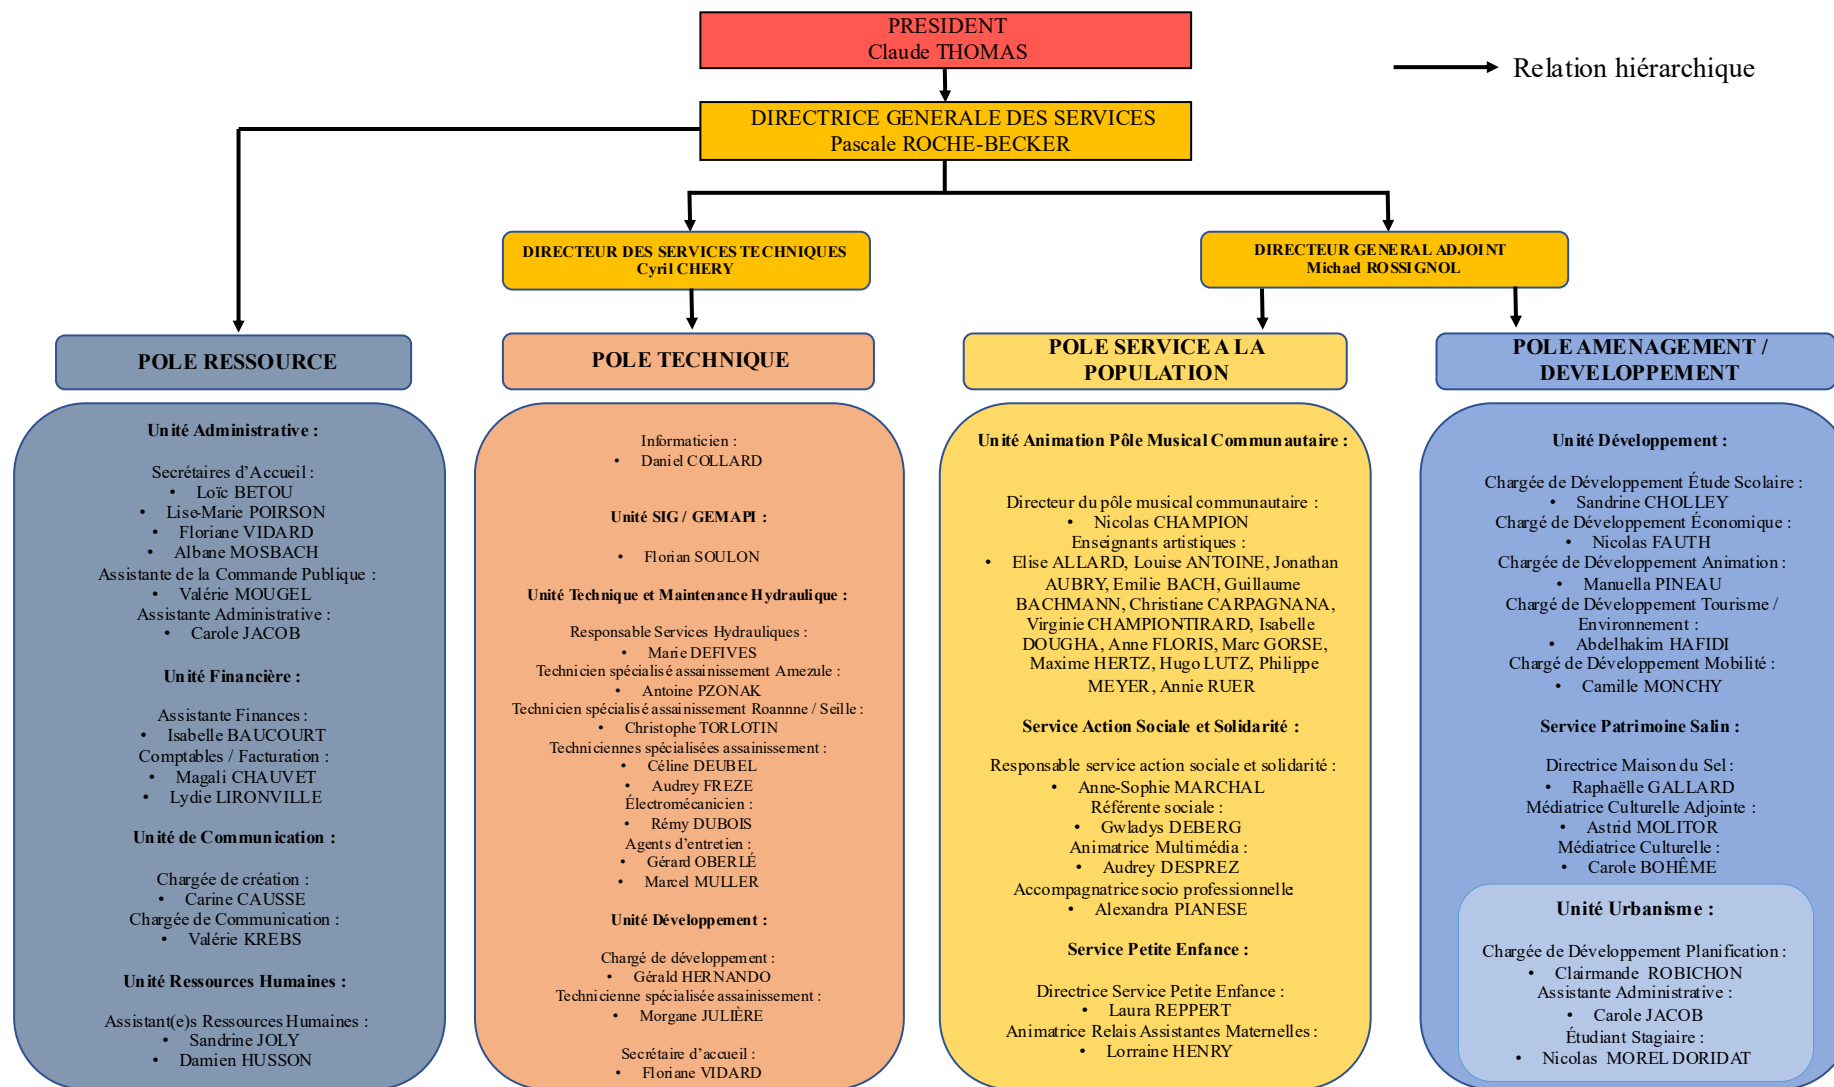 PRESIDENT
Claude THOMAS
Relation hiérarchique
DIRECTRICE GENERALE DES SERVICES
Pascale ROCHE-BECKER
DIRECTEUR DES SERVICES TECHNIQUES
Cyril CHERY
DIRECTEUR GENERAL ADJOINT
Michael ROSSIGNOL
POLE RESSOURCE
Unité Administrative :
Secrétaires d'Accueil :
• Loïc BETOU
• Lise-Marie POIRSON
• Floriane VIDARD
• Albane MOSBACH
Assistante de la Commande Publique :
• Valérie MOUGEL
Assistante Administrative :
• Carole JACOB
Unité Financière :
Assistante Finances :
• Isabelle BAUCOURT
Comptables / Facturation :
• Magali CHAUVET
• Lydie LIRONVILLE
Unité de Communication :
Chargée de création :
• Carine CAUSSE
Chargée de Communication :
• Valérie KREBS
Unité Ressources Humaines :
Assistant(e)s Ressources Humaines :
• Sandrine JOLY
• Damien HUSSON
POLE TECHNIQUE
Informaticien :
• Daniel COLLARD
Unité SIG / GEMAPI :
• Florian SOULON
Unité Technique et Maintenance Hydraulique :
Responsable Services Hydrauliques :
• Marie DEFIVES
Technicien spécialisé assainissement Amezule :
• Antoine PZONAK
Technicien spécialisé assainissement Roannne / Seille :
• Christophe TORLOTIN
Techniciennes spécialisées assainissement :
• Céline DEUBEL
• Audrey FREZE
Électromécanicien :
• Rémy DUBOIS
Agents d'entretien :
• Gérard OBERLÉ
• Marcel MULLER
Unité Développement :
Chargé de développement :
• Gérald HERNANDO
Technicienne spécialisée assainissement :
• Morgane JULIÈRE
Secrétaire d'accueil :
• Floriane VIDARD
POLE SERVICE A LA
POPULATION
Unité Animation Pôle Musical Communautaire :
Directeur du pôle musical communautaire :
• Nicolas CHAMPION
Enseignants artistiques :
• Elise ALLARD, Louise ANTOINE, Jonathan
AUBRY, Emilie BACH, Guillaume
BACHMANN, Christiane CARPAGNANA,
Virginie CHAMPIONTIRARD, Isabelle
DOUGHA, Anne FLORIS, Marc GORSE,
Maxime HERTZ, Hugo LUTZ, Philippe
MEYER, Annie RUER
Service Action Sociale et Solidarité :
Responsable service action sociale et solidarité :
• Anne-Sophie MARCHAL
Référente sociale :
• Gwladys DEBERG
Animatrice Multimédia :
• Audrey DESPREZ
Accompagnatrice socio professionnelle
• Alexandra PIANESE
Service Petite Enfance :
Directrice Service Petite Enfance :
• Laura REPPERT
Animatrice Relais Assistantes Maternelles :
• Lorraine HENRY
POLE AMENAGEMENT /
DEVELOPPEMENT
Unité Développement :
Chargée de Développement Étude Scolaire :
• Sandrine CHOLLEY
Chargé de Développement Économique :
• Nicolas FAUTH
Chargée de Développement Animation :
• Manuella PINEAU
Chargé de Développement Tourisme /
Environnement :
• Abdelhakim HAFIDI
Chargé de Développement Mobilité :
• Camille MONCHY
Service Patrimoine Salin :
Directrice Maison du Sel :
• Raphaëlle GALLARD
Médiatrice Culturelle Adjointe :
• Astrid MOLITOR
Médiatrice Culturelle :
• Carole BOHÊME
Unité Urbanisme :
Chargée de Développement Planification :
• Clairmande ROBICHON
Assistante Administrative :
• Carole JACOB
Étudiant Stagiaire :
• Nicolas MOREL DORIDAT